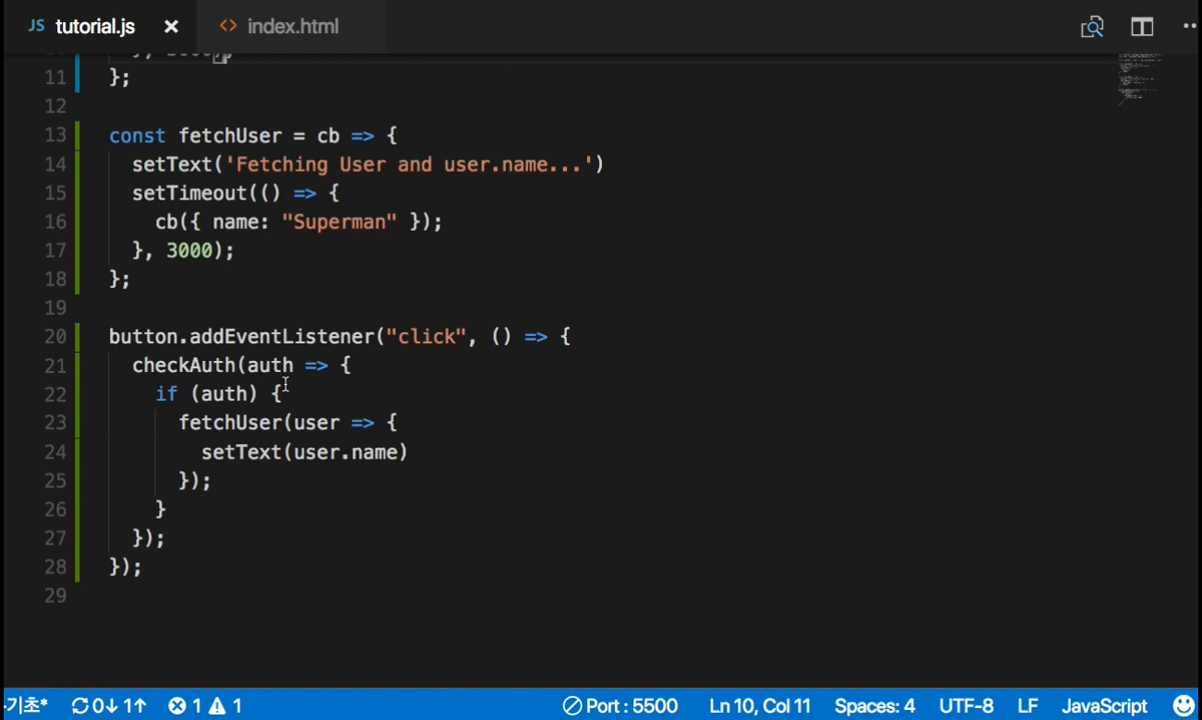 JS tutorial.js × <> index.html
11 };
12
13 const fetchUser = cb => {
14 setText('Fetching User and user.name...')
15 setTimeout(() => {
16 cb({ name: "Superman" });
17 }, 3000);
18 };
19
20 button.addEventListener("click", () => {
21 checkAuth(auth => {
22 if (auth) {
23 fetchUser(user => {
24 setText(user.name)
25 });
26 }
27 });
28 });
29
-기초* 0↓ 1↑ 1 1 Port : 5500 Ln 10, Col 11 Spaces: 4 UTF-8 LF JavaScript